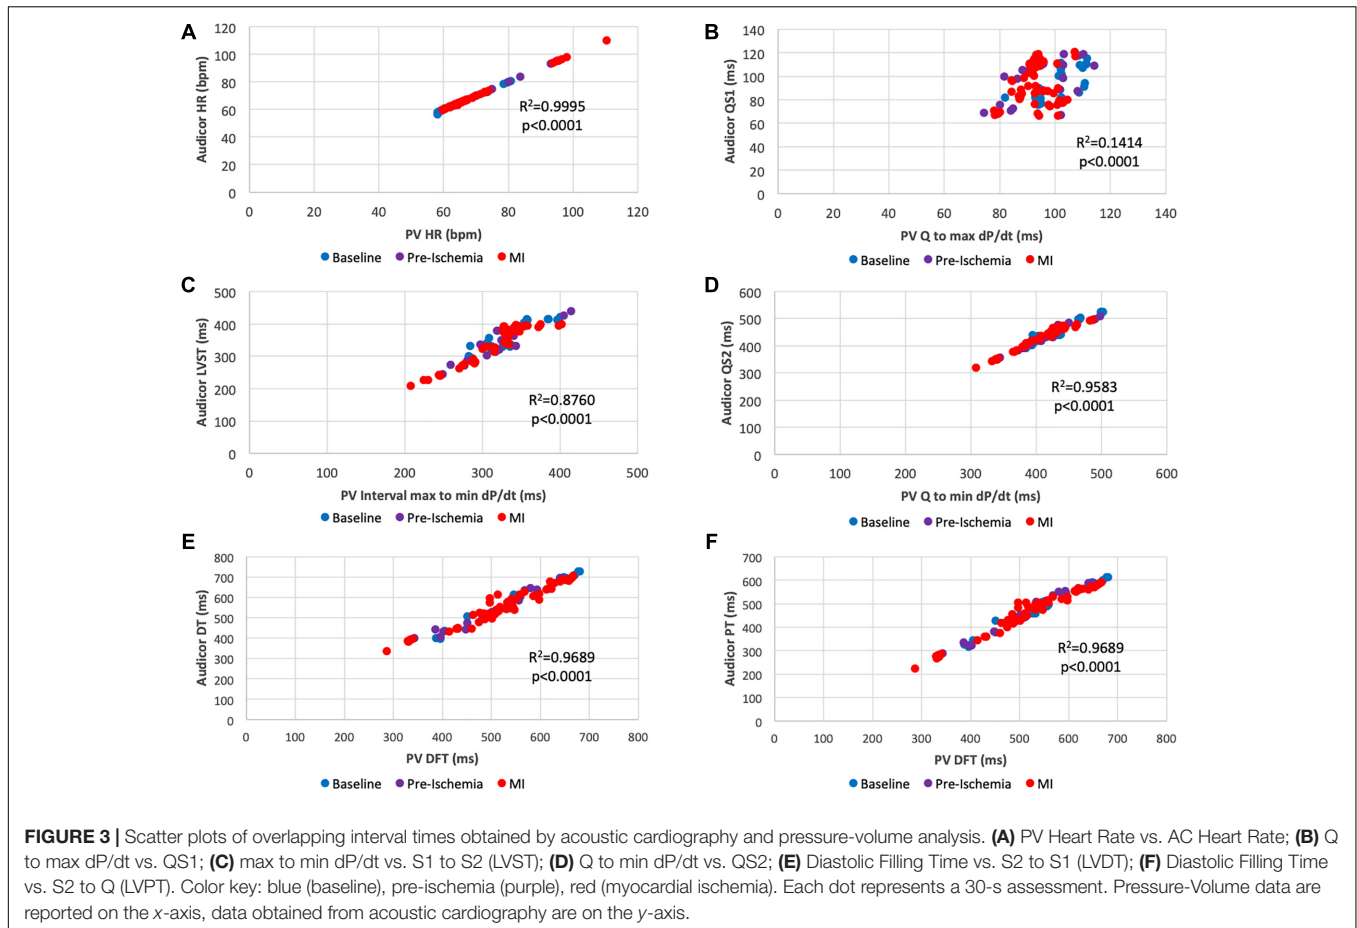 A
120
100
80
60
40
20
0
Audicor HR (bpm)
R²=0.9995
p<0.0001
0 20 40 60 80 100 120
PV HR (bpm)
Baseline Pre-Ischemia MI
B
140
120
100
80
60
40
20
0
Audicor QS1 (ms)
R²=0.1414
p<0.0001
0 20 40 60 80 100 120 140
PV Q to max dP/dt (ms)
Baseline Pre-Ischemia MI
C
500
400
300
200
100
0
Audicor LVST (ms)
R²=0.8760
p<0.0001
0 100 200 300 400 500
PV Interval max to min dP/dt (ms)
Baseline Pre-Ischemia MI
D
600
500
400
300
200
100
0
Audicor QS2 (ms)
R²=0.9583
p<0.0001
0 100 200 300 400 500 600
PV Q to min dP/dt (ms)
Baseline Pre-Ischemia MI
E
800
700
600
500
400
300
200
100
0
Audicor DT (ms)
R²=0.9689
p<0.0001
0 100 200 300 400 500 600 700 800
PV DFT (ms)
Baseline Pre-Ischemia MI
F
700
600
500
400
300
200
100
0
Audicor PT (ms)
R²=0.9689
p<0.0001
0 100 200 300 400 500 600 700 800
PV DFT (ms)
Baseline Pre-Ischemia MI
FIGURE 3 | Scatter plots of overlapping interval times obtained by acoustic cardiography and pressure-volume analysis. (A) PV Heart Rate vs. AC Heart Rate; (B) Q
to max dP/dt vs. QS1; (C) max to min dP/dt vs. S1 to S2 (LVST); (D) Q to min dP/dt vs. QS2; (E) Diastolic Filling Time vs. S2 to S1 (LVDT); (F) Diastolic Filling Time
vs. S2 to Q (LVPT). Color key: blue (baseline), pre-ischemia (purple), red (myocardial ischemia). Each dot represents a 30-s assessment. Pressure-Volume data are
reported on the x-axis, data obtained from acoustic cardiography are on the y-axis.